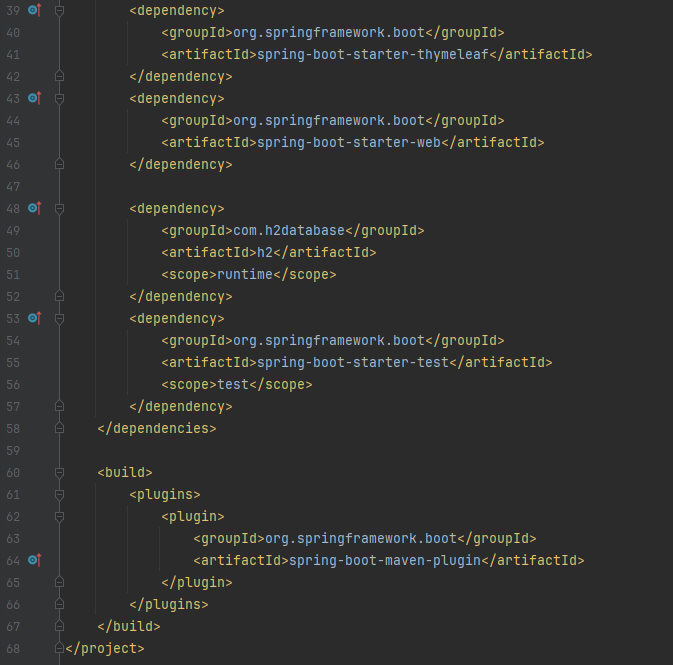 39 <dependency>
40 <groupId>org.springframework.boot</groupId>
41 <artifactId>spring-boot-starter-thymeleaf</artifactId>
42 </dependency>
43 <dependency>
44 <groupId>org.springframework.boot</groupId>
45 <artifactId>spring-boot-starter-web</artifactId>
46 </dependency>
47
48 <dependency>
49 <groupId>com.h2database</groupId>
50 <artifactId>h2</artifactId>
51 <scope>runtime</scope>
52 </dependency>
53 <dependency>
54 <groupId>org.springframework.boot</groupId>
55 <artifactId>spring-boot-starter-test</artifactId>
56 <scope>test</scope>
57 </dependency>
58 </dependencies>
59
60 <build>
61 <plugins>
62 <plugin>
63 <groupId>org.springframework.boot</groupId>
64 <artifactId>spring-boot-maven-plugin</artifactId>
65 </plugin>
66 </plugins>
67 </build>
68 </project>